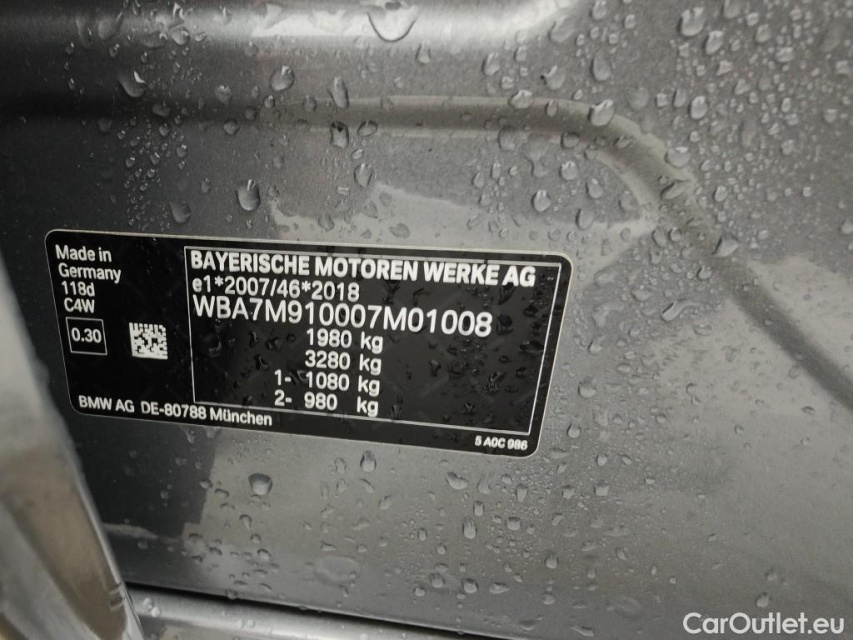 Made in
Germany
118d
C4W
0.30
BAYERISCHE MOTOREN WERKE AG
e1*2007/46*2018
WBA7M910007M01008
1980 kg
3280 kg
1- 1080 kg
2- 980 kg
BMW AG DE-80788 München
5 A0C 986
CarOutlet.eu